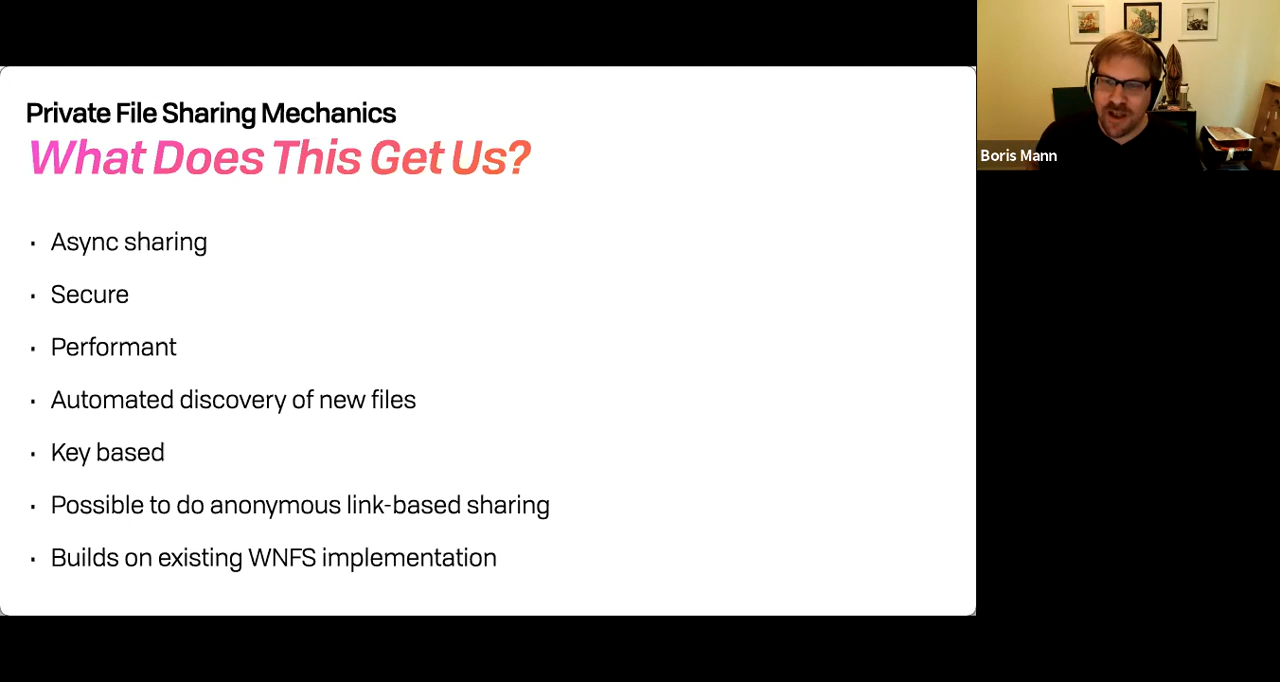 Private File Sharing Mechanics
What Does This Get Us?
· Async sharing
· Secure
· Performant
· Automated discovery of new files
· Key based
· Possible to do anonymous link-based sharing
· Builds on existing WNFS implementation
Boris Mann